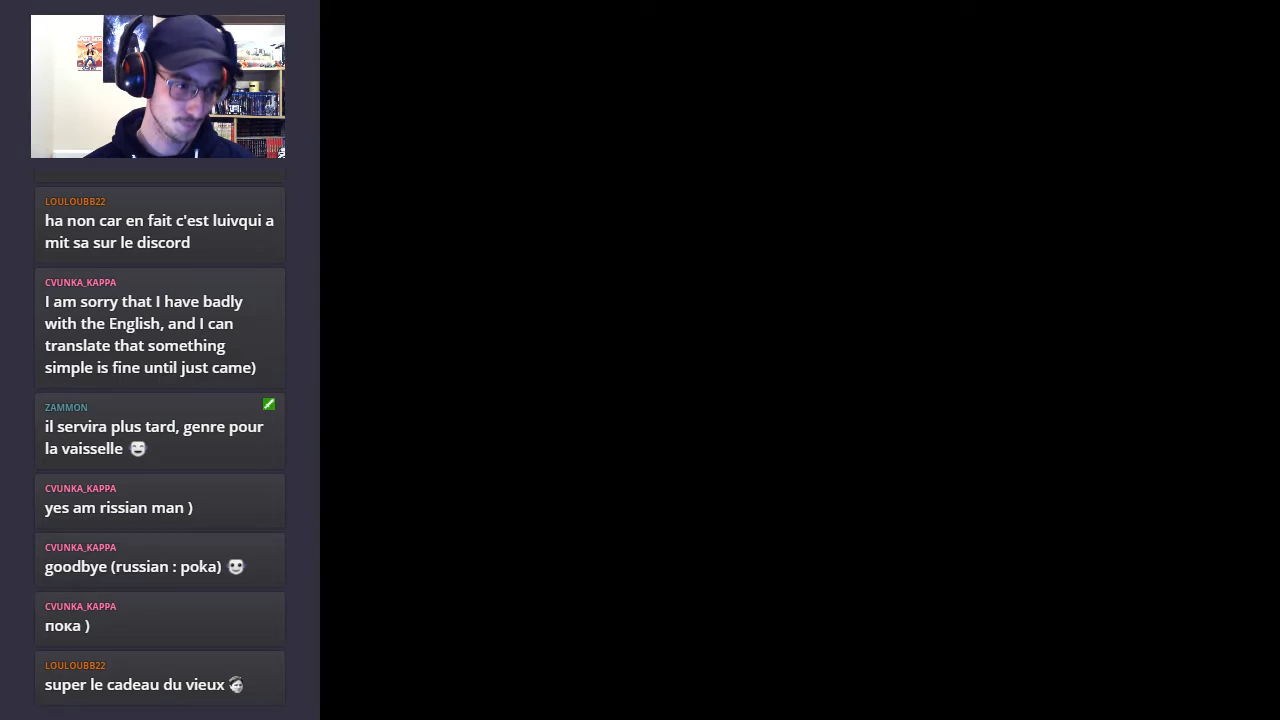 LOULOUBB22
ha non car en fait c'est luivqui a
mit sa sur le discord
CVUNKA_KAPPA
I am sorry that I have badly
with the English, and I can
translate that something
simple is fine until just came)
ZAMMON
il servira plus tard, genre pour
la vaisselle
CVUNKA_KAPPA
yes am rissian man )
CVUNKA_KAPPA
goodbye (russian : poka)
CVUNKA_KAPPA
пока )
LOULOUBB22
super le cadeau du vieux